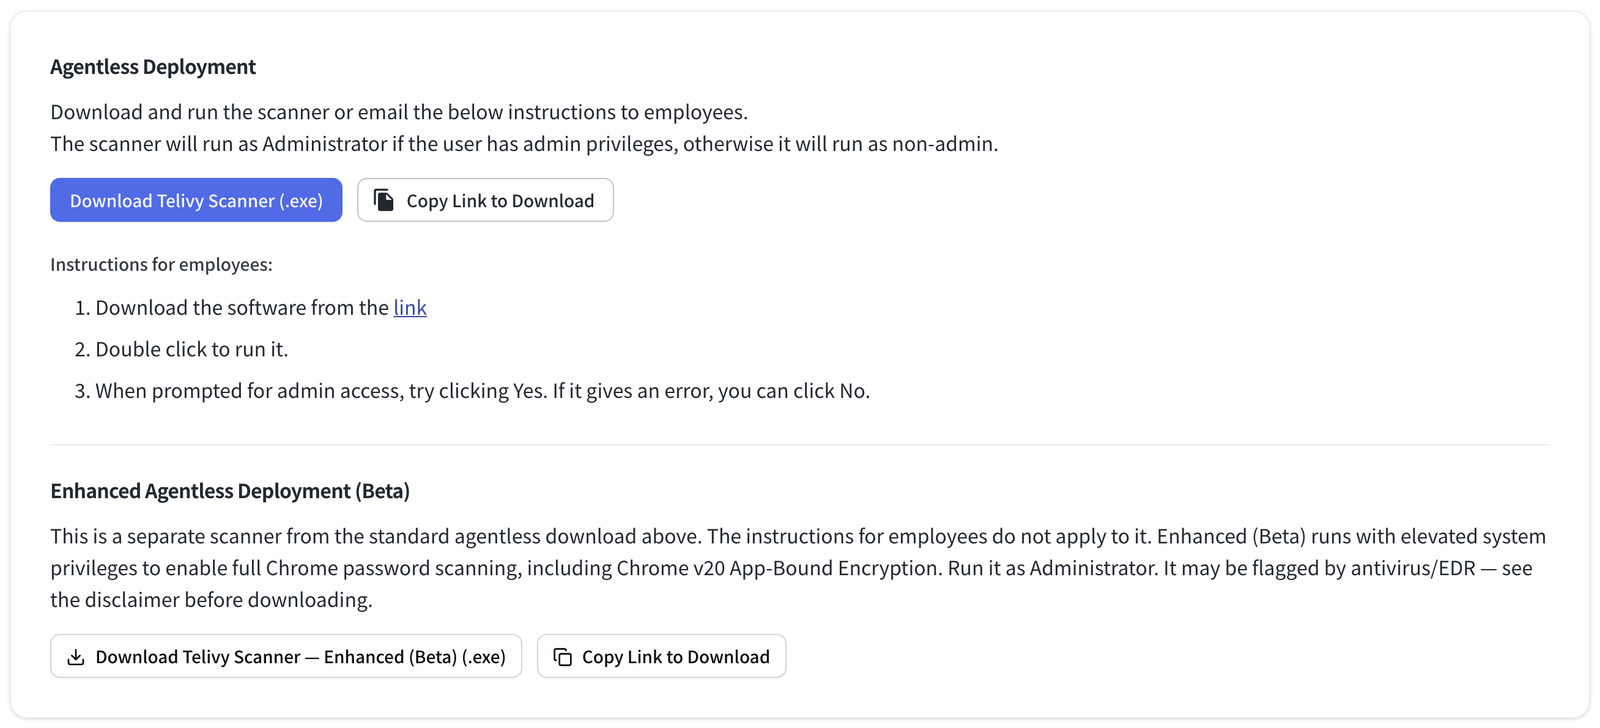 Agentless Deployment
Download and run the scanner or email the below instructions to employees.
The scanner will run as Administrator if the user has admin privileges, otherwise it will run as non-admin.
Download Telivy Scanner (.exe)
Copy Link to Download
Instructions for employees:
1. Download the software from the link
2. Double click to run it.
3. When prompted for admin access, try clicking Yes. If it gives an error, you can click No.
Enhanced Agentless Deployment (Beta)
This is a separate scanner from the standard agentless download above. The instructions for employees do not apply to it. Enhanced (Beta) runs with elevated system
privileges to enable full Chrome password scanning, including Chrome v20 App-Bound Encryption. Run it as Administrator. It may be flagged by antivirus/EDR — see
the disclaimer before downloading.
Download Telivy Scanner — Enhanced (Beta) (.exe)
Copy Link to Download